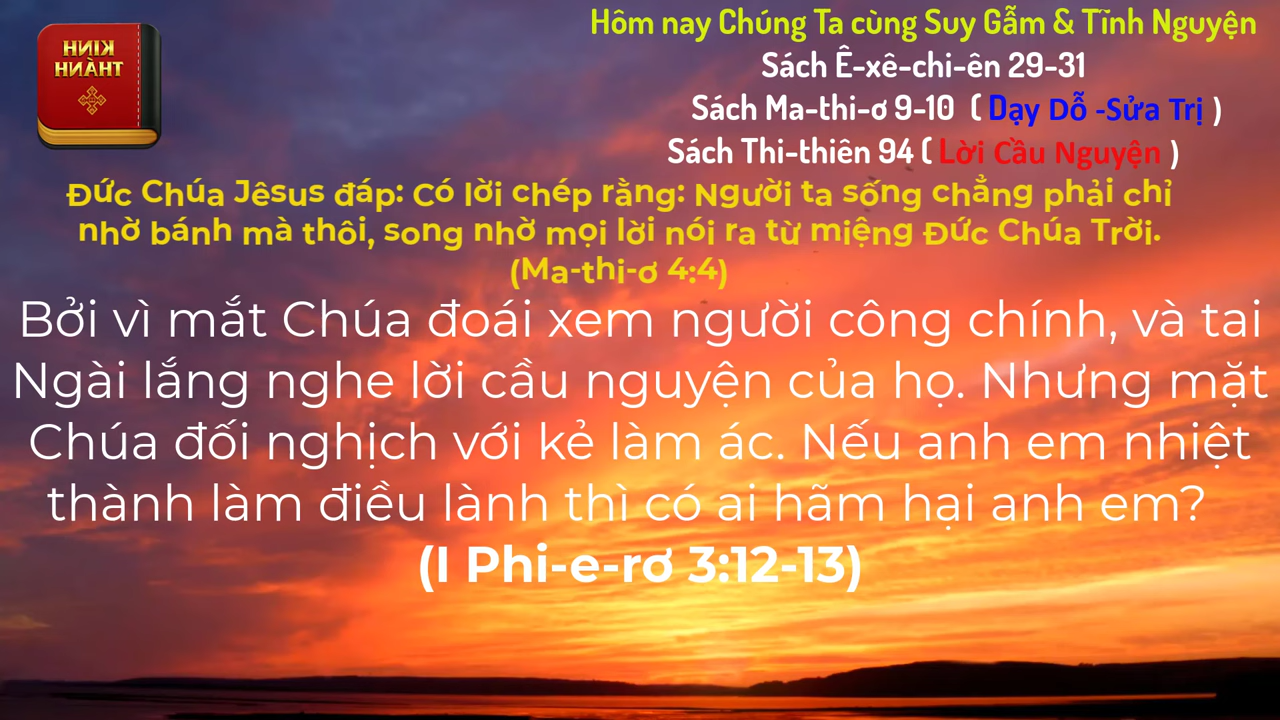 KINH
THÀNH
Hôm nay Chúng Ta cùng Suy Gẫm & Tĩnh Nguyện
Sách Ê-xê-chi-ên 29-31
Sách Ma-thi-ơ 9-10 ( Dạy Dỗ -Sửa Trị )
Sách Thi-thiên 94 ( Lời Cầu Nguyện )
Đức Chúa Jêsus đáp: Có lời chép rằng: Người ta sống chẳng phải chỉ
nhờ bánh mà thôi, song nhờ mọi lời nói ra từ miệng Đức Chúa Trời.
(Ma-thi-ơ 4:4)
Bởi vì mắt Chúa đoái xem người công chính, và tai
Ngài lắng nghe lời cầu nguyện của họ. Nhưng mặt
Chúa đối nghịch với kẻ làm ác. Nếu anh em nhiệt
thành làm điều lành thì có ai hãm hại anh em?
(I Phi-e-rơ 3:12-13)